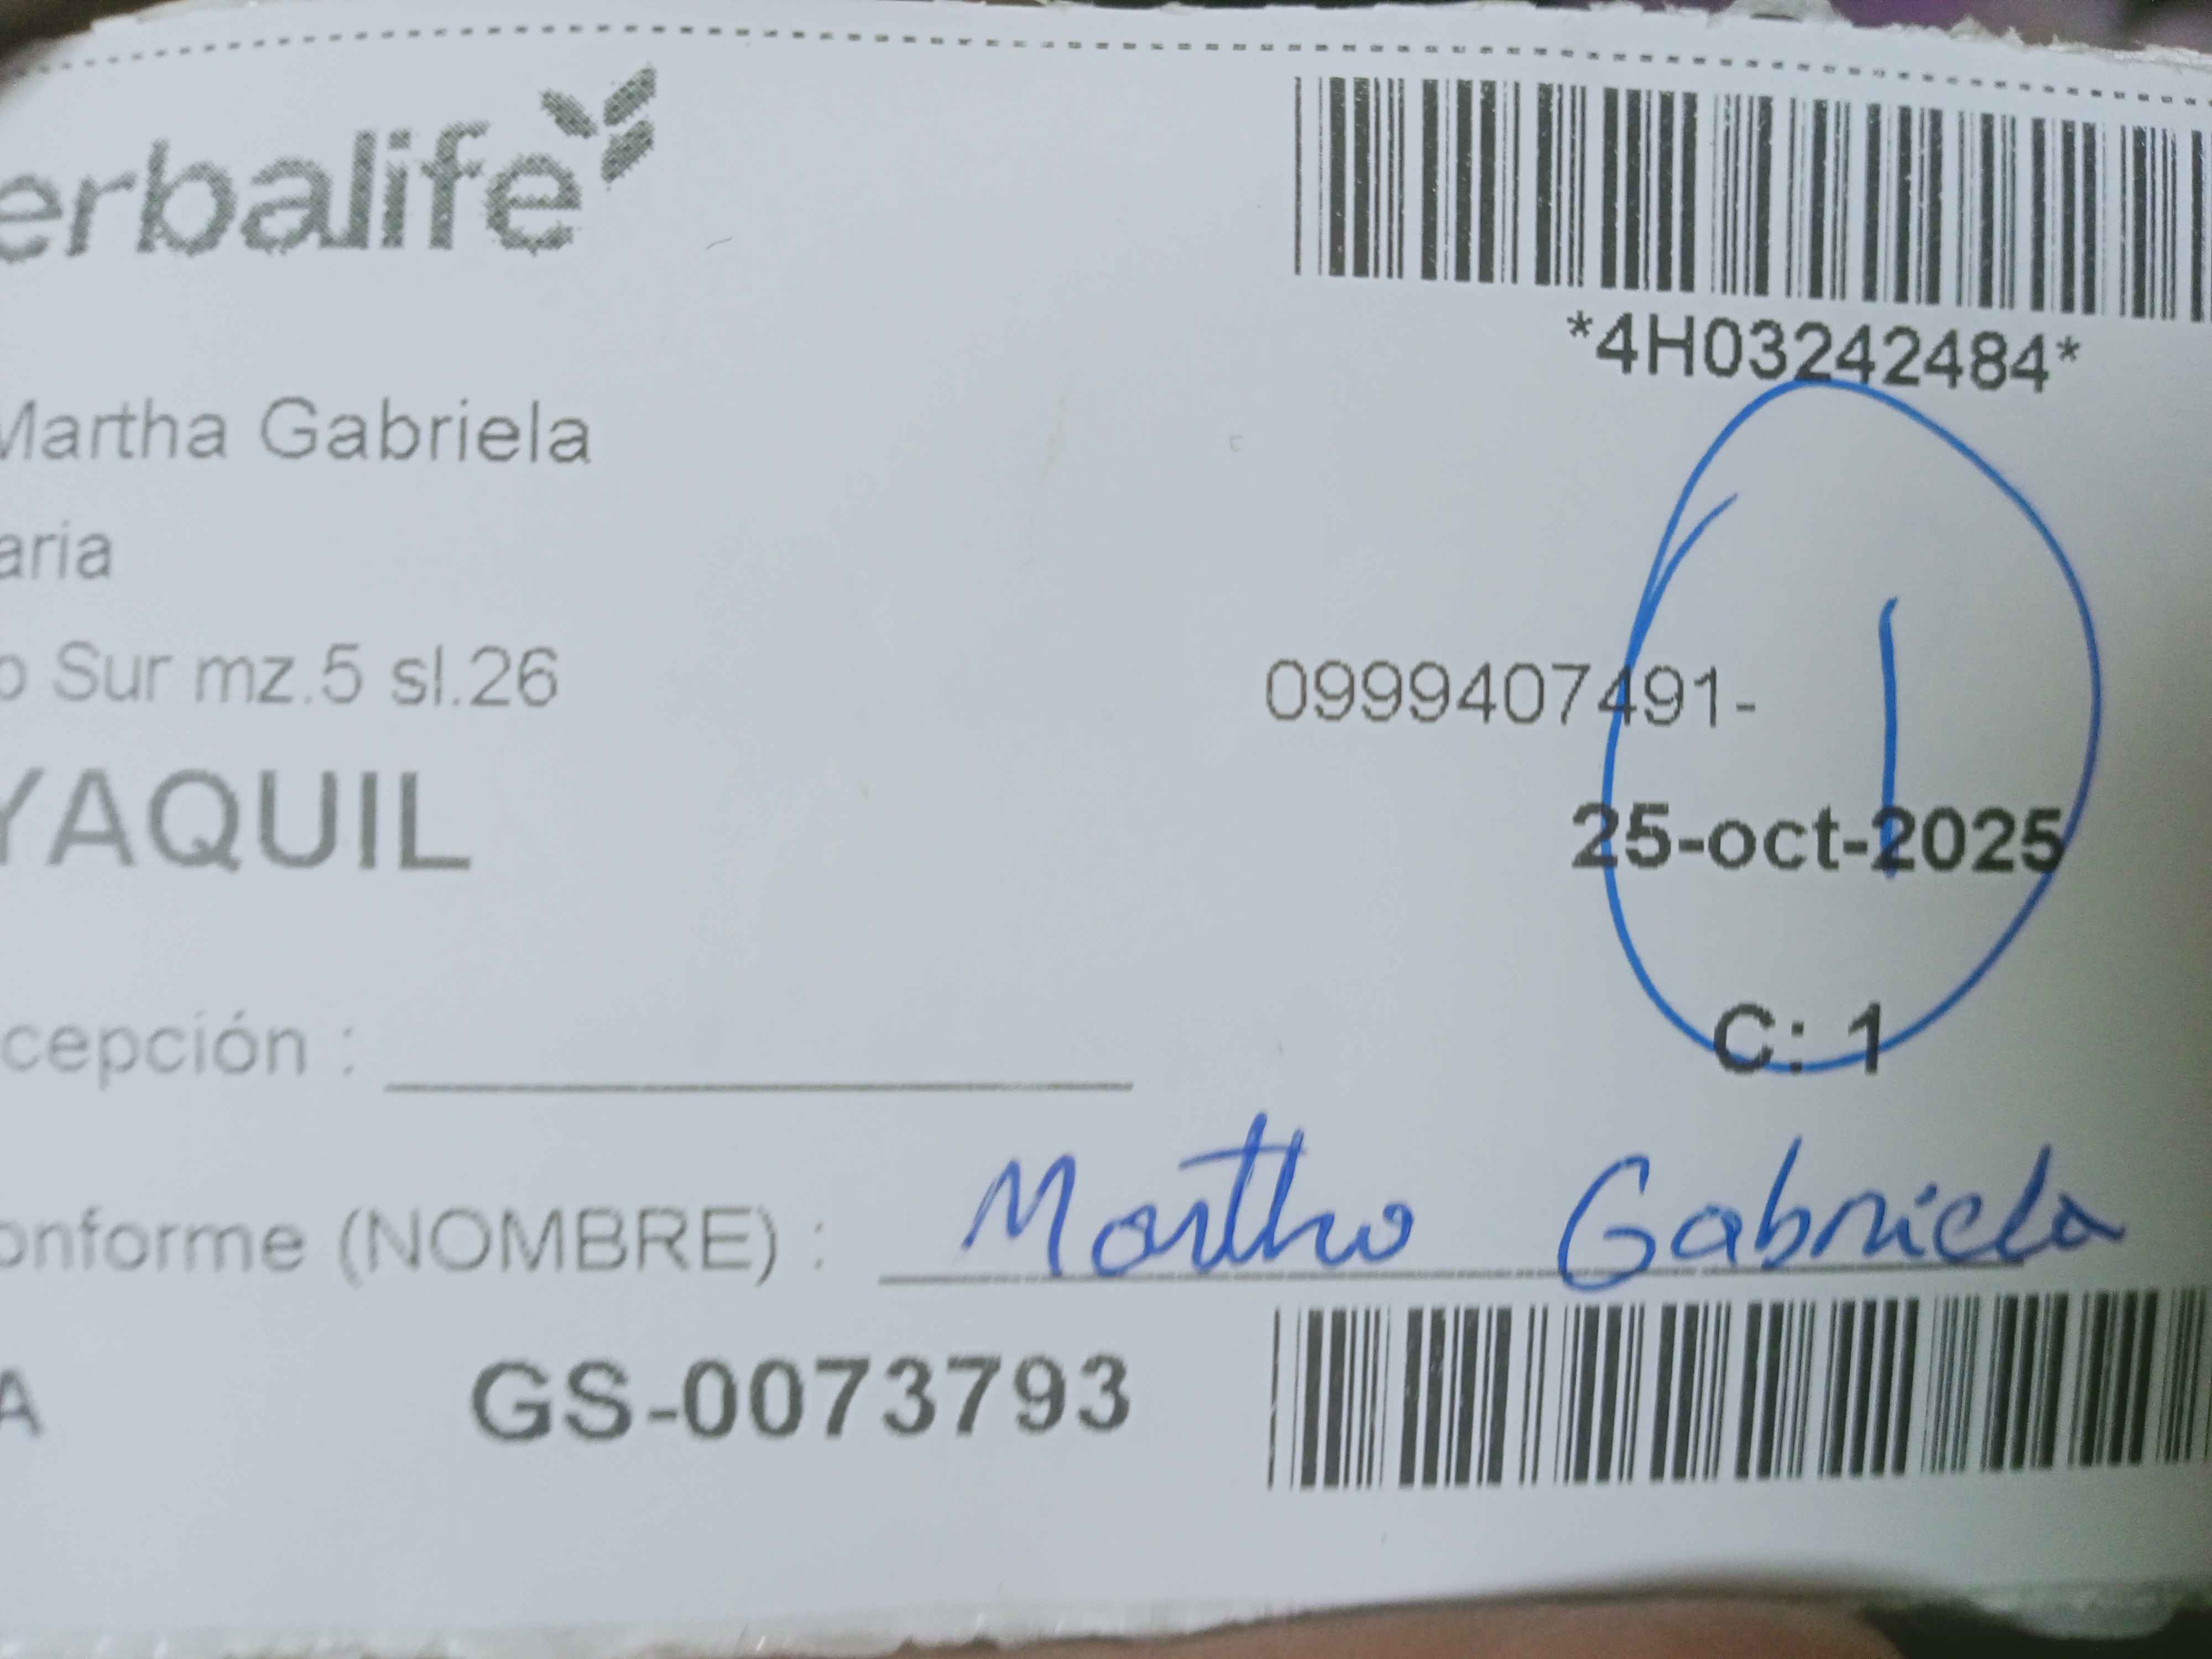 erbalife
*4H03242484*
Martha Gabriela
aria
o Sur mz.5 sl.26 0999407491-
YAQUIL 25-oct-2025
1
C: 1
cepción :
onforme (NOMBRE) : Martha Gabriela
A GS-0073793